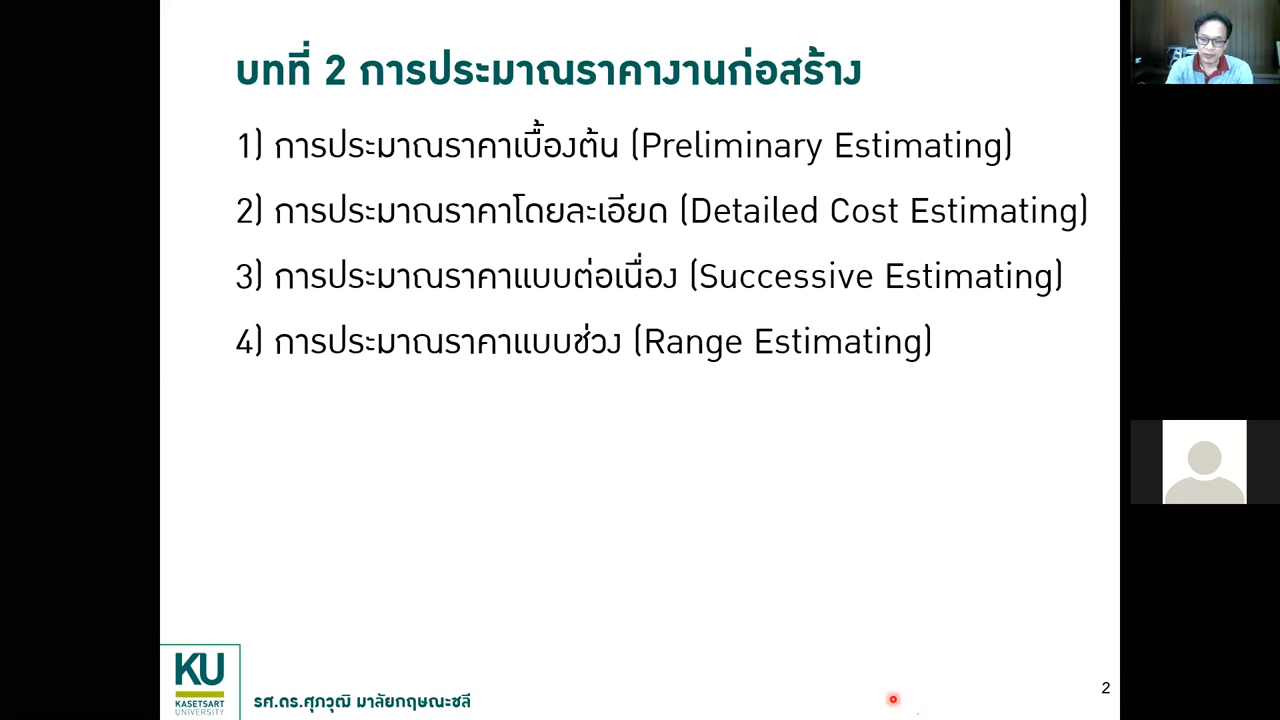 บทที่ 2 การประมาณราคางานก่อสร้าง
1) การประมาณราคาเบื้องต้น (Preliminary Estimating)
2) การประมาณราคาโดยละเอียด (Detailed Cost Estimating)
3) การประมาณราคาแบบต่อเนื่อง (Successive Estimating)
4) การประมาณราคาแบบช่วง (Range Estimating)
KU
KASETSART
UNIVERSITY
รศ.ดร.ศุภวุฒิ มาลัยกฤษณะชลี
2